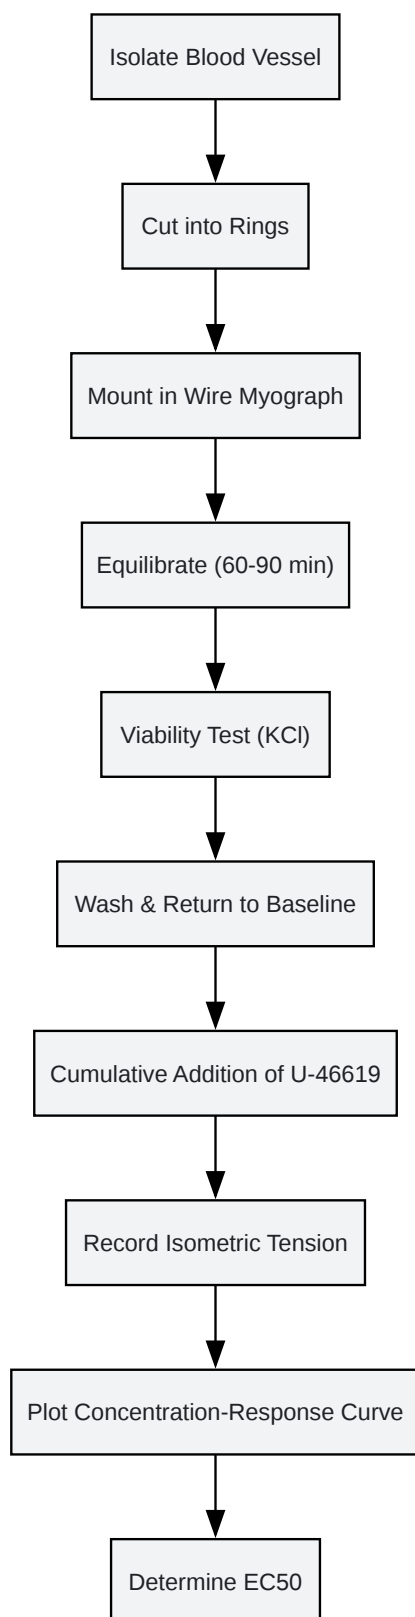 Isolate Blood Vessel
Cut into Rings
Mount in Wire Myograph
Equilibrate (60-90 min)
Viability Test (KCl)
Wash & Return to Baseline
Cumulative Addition of U-46619
Record Isometric Tension
Plot Concentration-Response Curve
Determine EC50